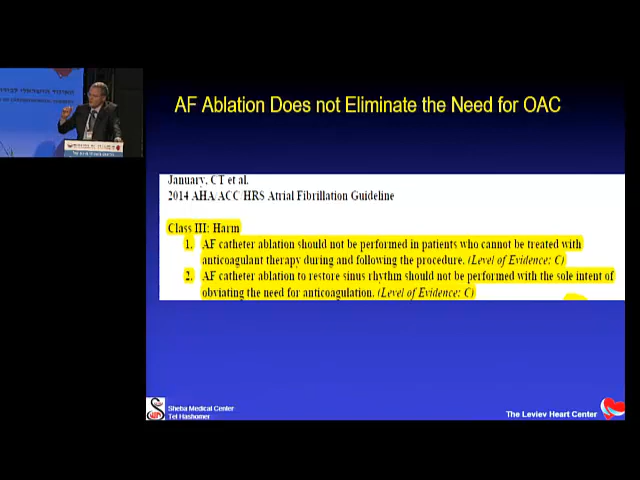 AF Ablation Does not Eliminate the Need for OAC
January, CT et al.
2014 AHA/ACC/HRS Atrial Fibrillation Guideline
Class III: Harm
1. AF catheter ablation should not be performed in patients who cannot be treated with
anticoagulant therapy during and following the procedure. (Level of Evidence: C)
2. AF catheter ablation to restore sinus rhythm should not be performed with the sole intent of
obviating the need for anticoagulation. (Level of Evidence: C)
Sheba Medical Center
Tel Hashomer
The Leviev Heart Center